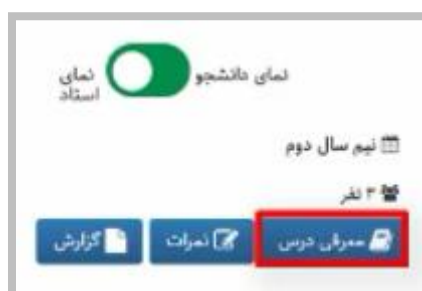 نمای دانشجو نمای استاد
نیم سال دوم
۳ نفر
معرفی درس نمرات گزارش